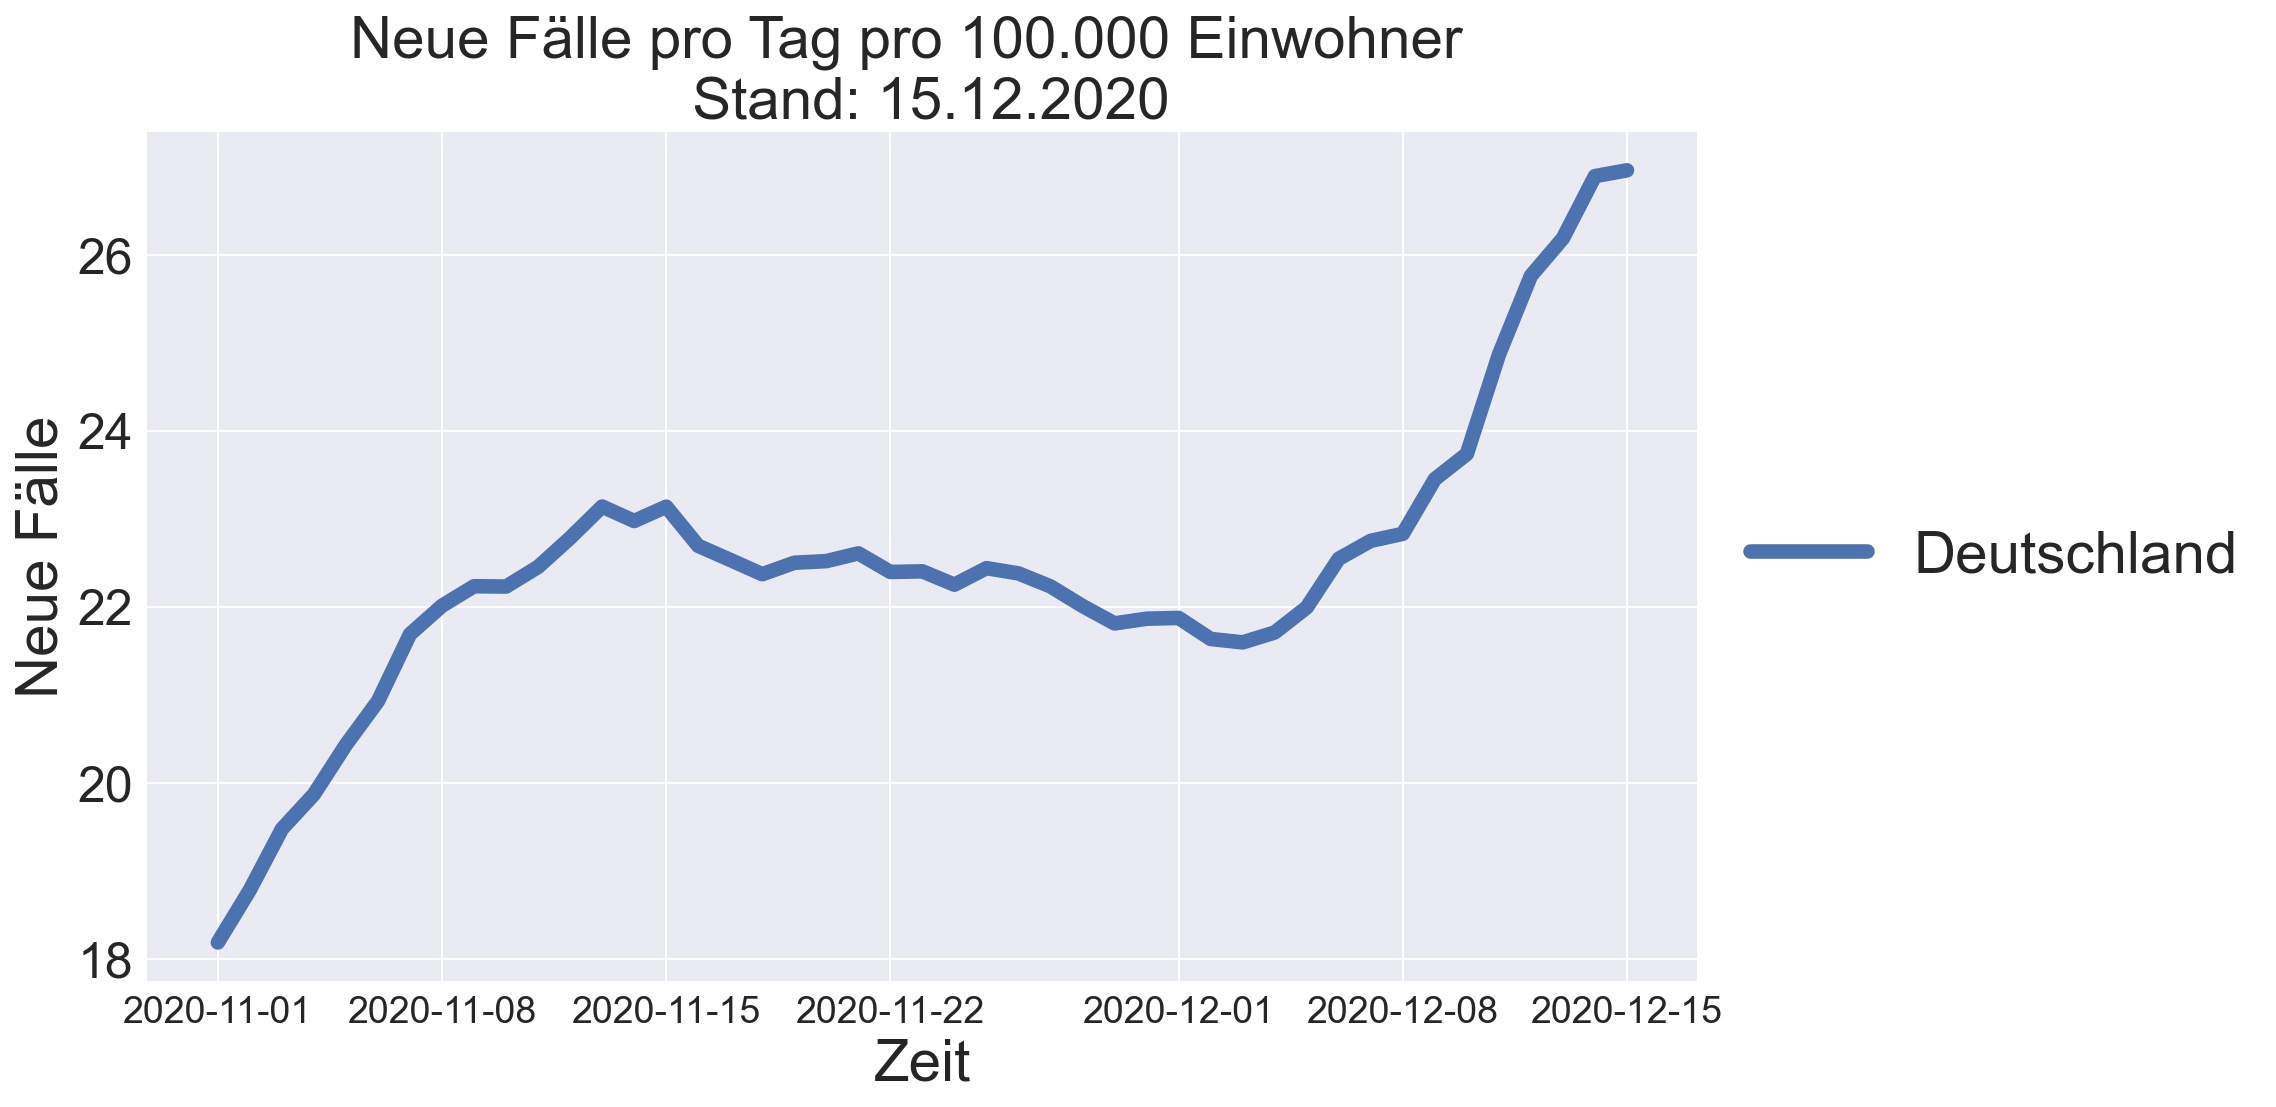 Neue Fälle pro Tag pro 100.000 Einwohner
Stand: 15.12.2020
Neue Fälle
26
24
22
20
18
2020-11-01 2020-11-08 2020-11-15 2020-11-22 2020-12-01 2020-12-08 2020-12-15
Zeit
Deutschland